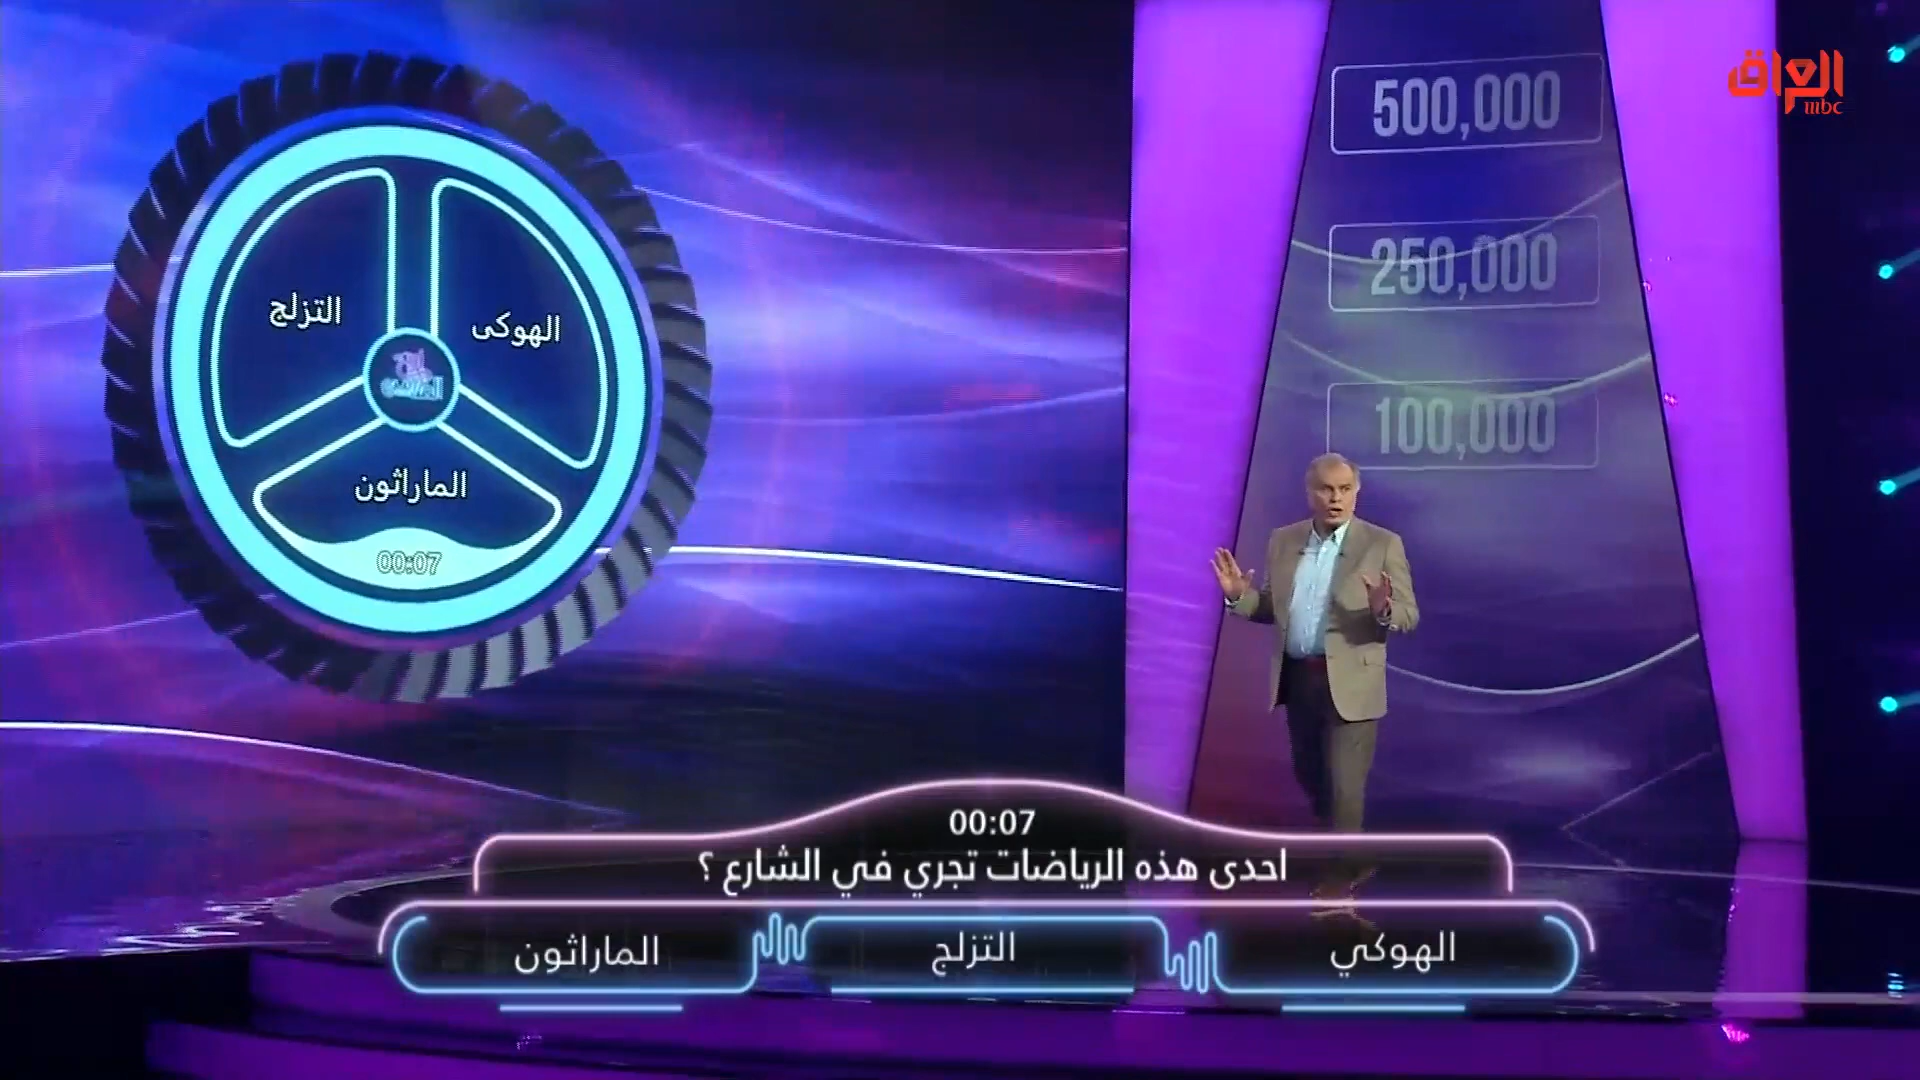 العراق
mbc
500,000
250,000
100,000
الهوكى
التزلج
الماراثون
00:07
00:07
احدى هذه الرياضات تجري في الشارع ؟
الهوكي
التزلج
الماراثون